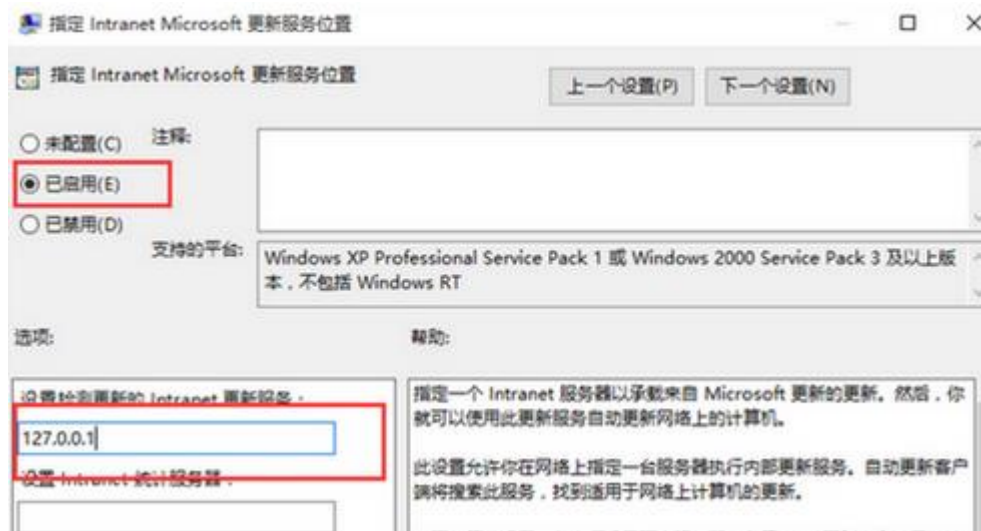 指定 Intranet Microsoft 更新服务位置
指定 Intranet Microsoft 更新服务位置
上一个设置(P)
下一个设置(N)
未配置(C)
注释:
已启用(E)
已禁用(D)
支持的平台:
Windows XP Professional Service Pack 1 或 Windows 2000 Service Pack 3 及以上版
本，不包括 Windows RT
选项:
帮助:
设置检测更新的 Intranet 更新服务：
127.0.0.1
设置 Intranet 统计服务器：
指定一个 Intranet 服务器以承载来自 Microsoft 更新的更新。然后，你
就可以使用此更新服务自动更新网络上的计算机。
此设置允许你在网络上指定一台服务器执行内部更新服务。自动更新客户
端将搜索此服务，找到适用于网络上计算机的更新。